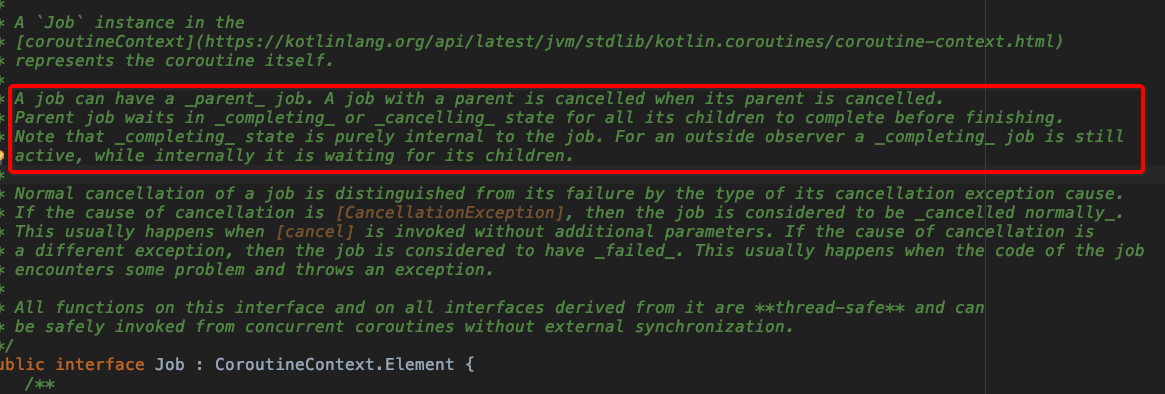 *
* A `Job` instance in the
* [coroutineContext](https://kotlinlang.org/api/latest/jvm/stdlib/kotlin.coroutines/coroutine-context.html)
* represents the coroutine itself.
*
* A job can have a _parent_ job. A job with a parent is cancelled when its parent is cancelled.
* Parent job waits in _completing_ or _cancelling_ state for all its children to complete before finishing.
* Note that _completing_ state is purely internal to the job. For an outside observer a _completing_ job is still
active, while internally it is waiting for its children.
*
* Normal cancellation of a job is distinguished from its failure by the type of its cancellation exception cause.
* If the cause of cancellation is [CancellationException], then the job is considered to be _cancelled normally_.
* This usually happens when [cancel] is invoked without additional parameters. If the cause of cancellation is
* a different exception, then the job is considered to have _failed_. This usually happens when the code of the job
* encounters some problem and throws an exception.
*
* All functions on this interface and on all interfaces derived from it are **thread-safe** and can
* be safely invoked from concurrent coroutines without external synchronization.
*/
ublic interface Job : CoroutineContext.Element {
/**